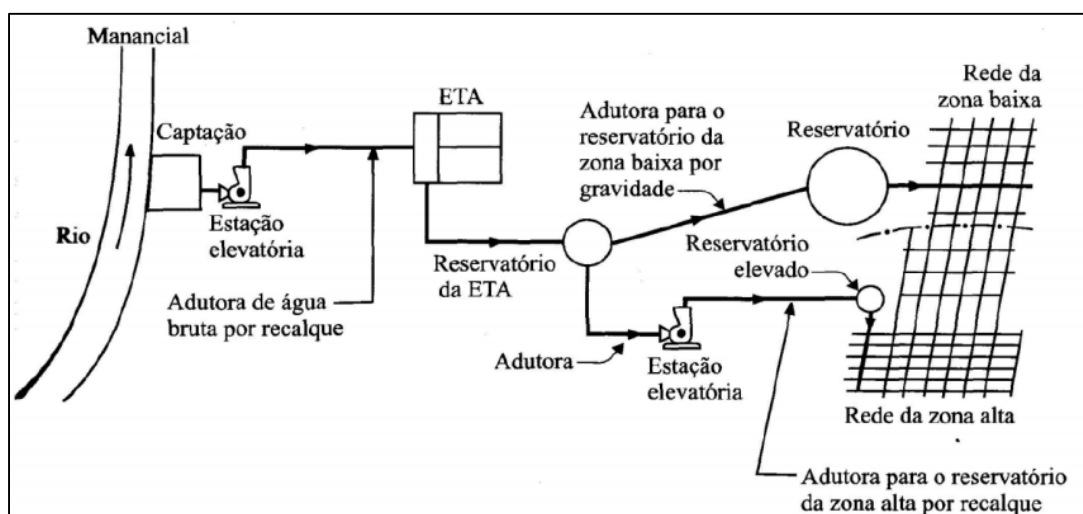 Manancial
Rio
Captação
Estação
elevatória
Adutora de água
bruta por recalque
ETA
Reservatório
da ETA
Adutora para o
reservatório da
zona baixa por
gravidade
Reservatório
Rede da
zona baixa
Reservatório
elevado
Adutora
Estação
elevatória
Rede da zona alta
Adutora para o reservatório
da zona alta por recalque